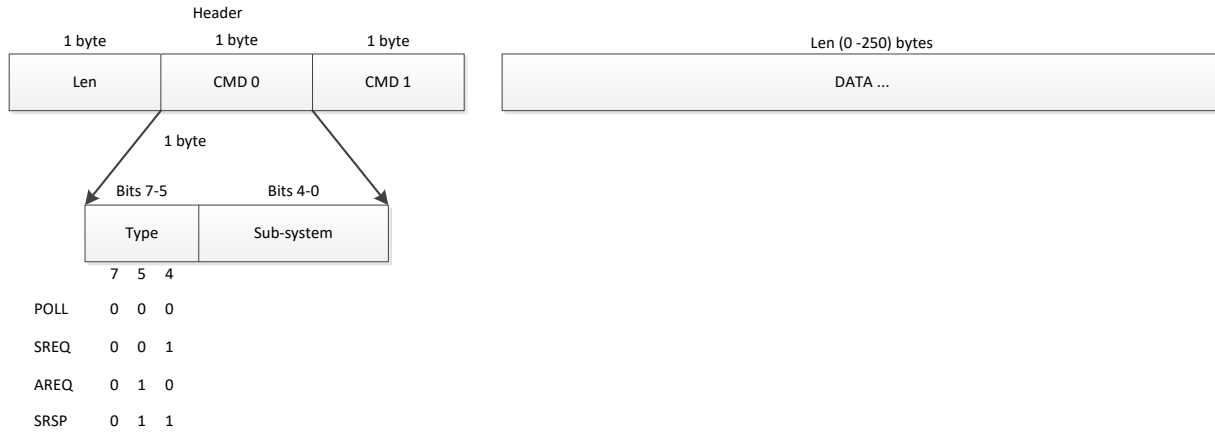 Header
1 byte 1 byte 1 byte Len (0 -250) bytes
Len CMD 0 CMD 1 DATA ...
1 byte
Bits 7-5 Bits 4-0
Type Sub-system
7 5 4
POLL 0 0 0
SREQ 0 0 1
AREQ 0 1 0
SRSP 0 1 1